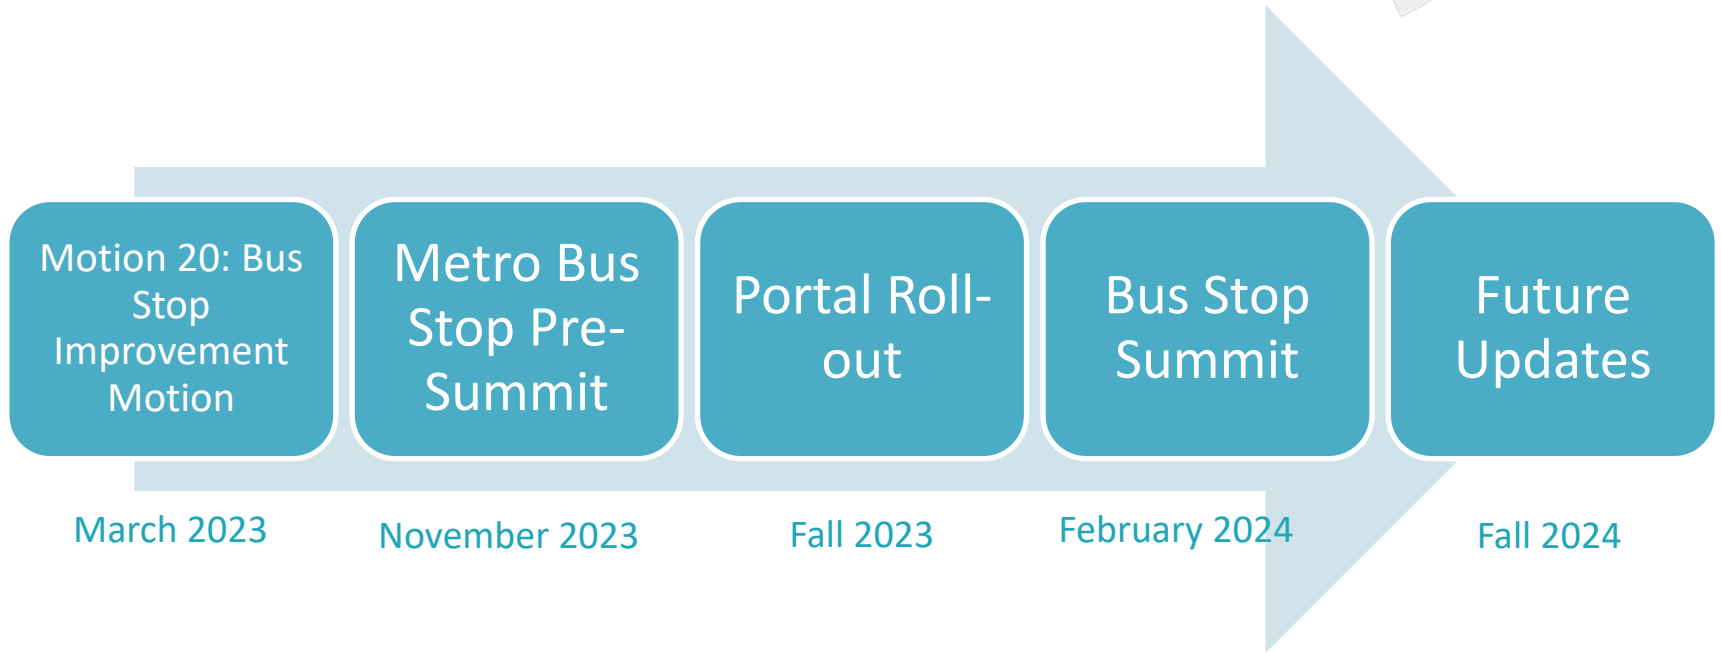 Motion 20: Bus
Stop
Improvement
Motion
Metro Bus
Stop Pre-
Summit
Portal Roll-
out
Bus Stop
Summit
Future
Updates
March 2023
November 2023
Fall 2023
February 2024
Fall 2024